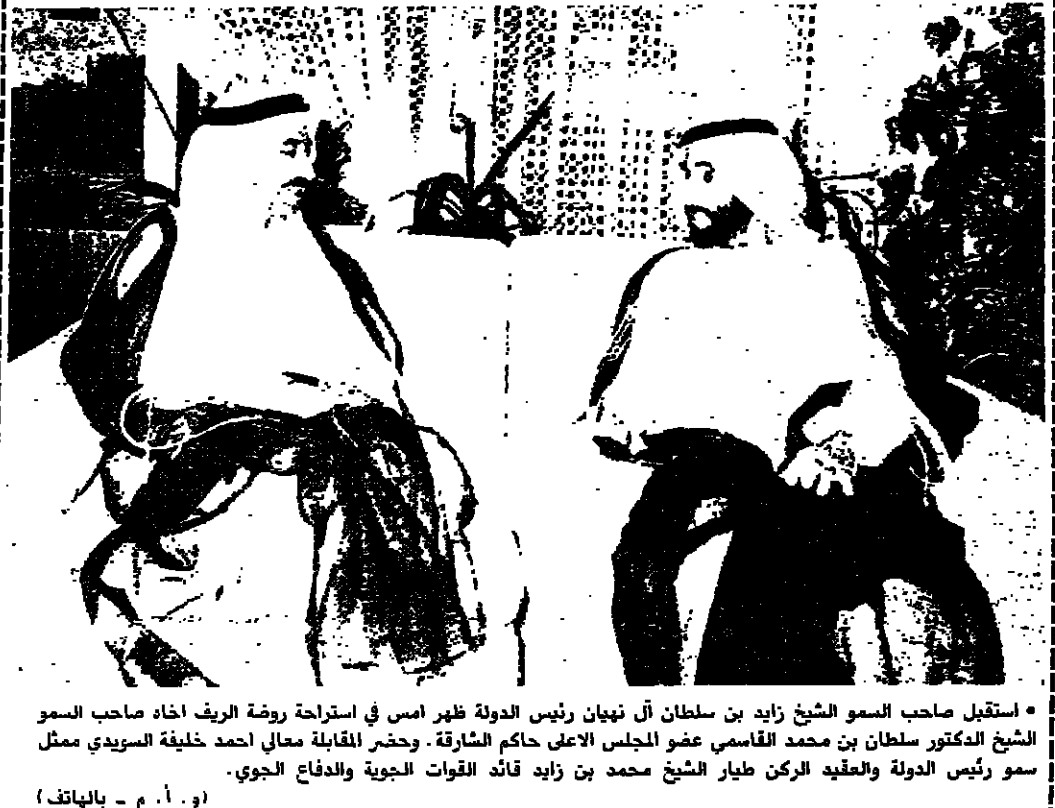 • استقبل صاحب السمو الشيخ زايد بن سلطان آل نهيان رئيس الدولة ظهر امس في استراحة روضة الريف اخاه صاحب السمو
الشيخ الدكتور سلطان بن محمد القاسمي عضو المجلس الاعلى حاكم الشارقة . وحضر المقابلة معالي احمد خليفة السويدي ممثل
سمو رئيس الدولة والعقيد الركن طيار الشيخ محمد بن زايد قائد القوات الجوية والدفاع الجوي .
(و . أ . م ــ بالهاتف)